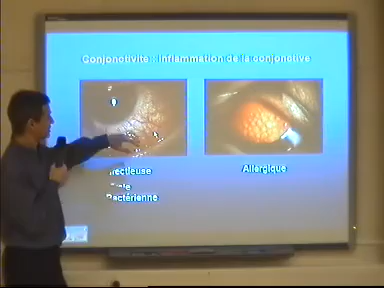 Conjonctivite : Inflammation de la conjonctive
Allergique
Bactérienne